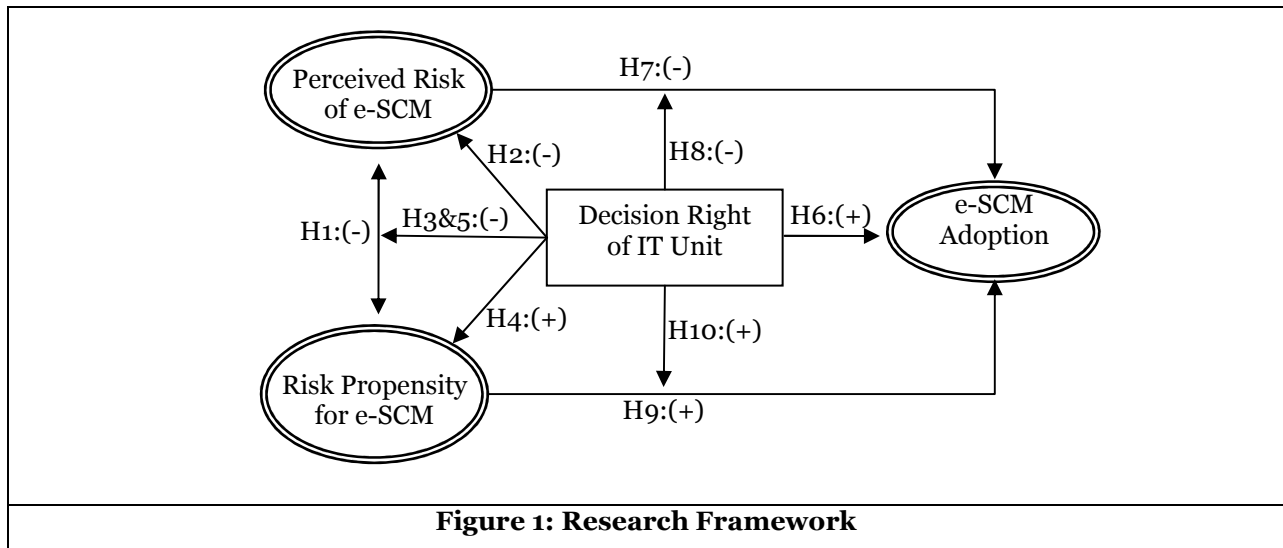 Perceived Risk
of e-SCM
H7:(-)
H2:(-)
H8:(-)
H1:(-)
H3&5:(-)
Decision Right
of IT Unit
H6:(+)
e-SCM
Adoption
H4:(+)
H10:(+)
Risk Propensity
for e-SCM
H9:(+)
Figure 1: Research Framework